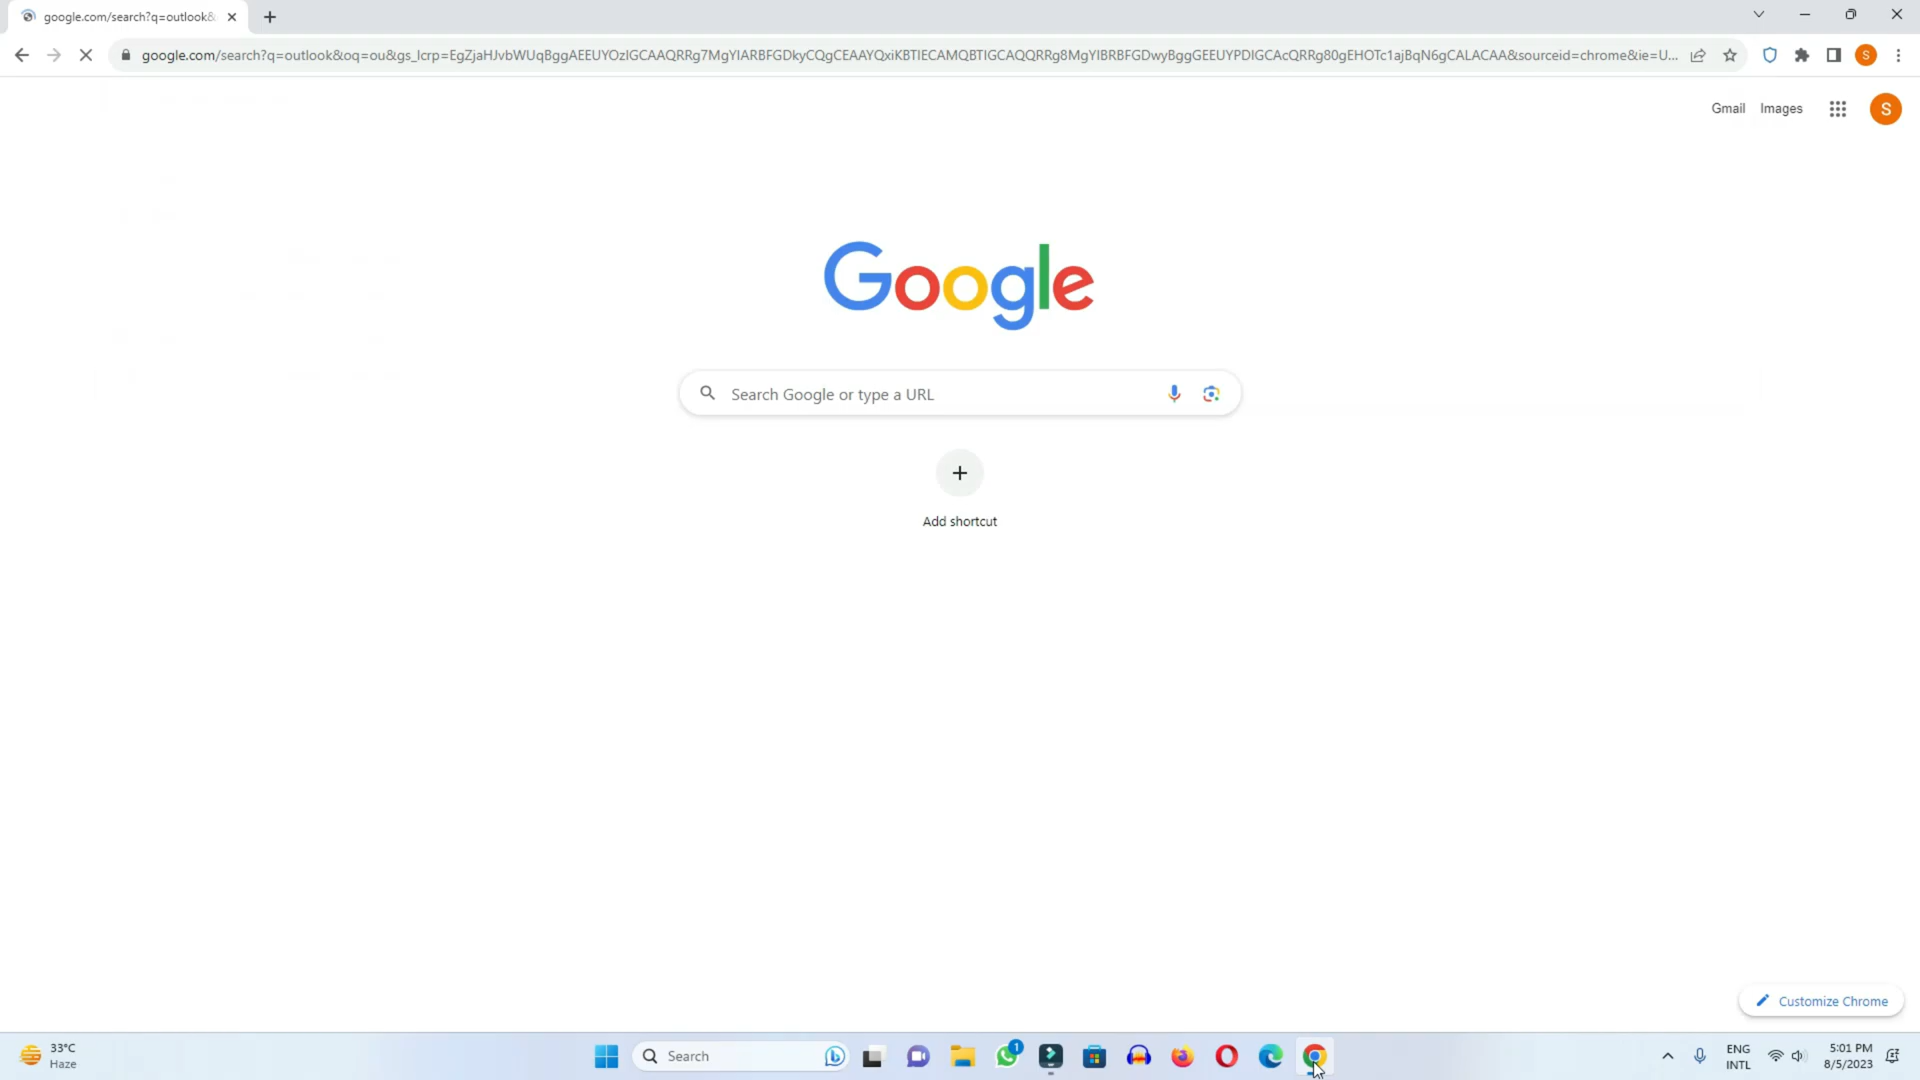 google.com/search?q=outlook&
google.com/search?q=outlook&oq=ou&gs_lcrp=EgZjaHJvbWUqBggAEEUYOzIGCAAQRRg7MgYIARBFGDkyCQgCEAAYQxiKBTIECAMQBTIGCAQQRRg8MgYIBRBFGDwyBggGEEUYPDIGCAcQRRg80gEHOTc1ajBqN6gCALACAA&sourceid=chrome&ie=U...
S
Gmail Images
S
Google
Search Google or type a URL
Add shortcut
Customize Chrome
33°C
Haze
Search
1
ENG
INTL
5:01 PM
8/5/2023